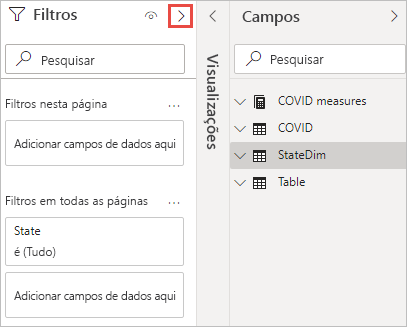 Filtros
Pesquisar
Filtros nesta página
...
Adicionar campos de dados aqui
Filtros em todas as páginas
...
State
é (Tudo)
Adicionar campos de dados aqui
Visualizações
Campos
Pesquisar
COVID measures
COVID
StateDim
Table